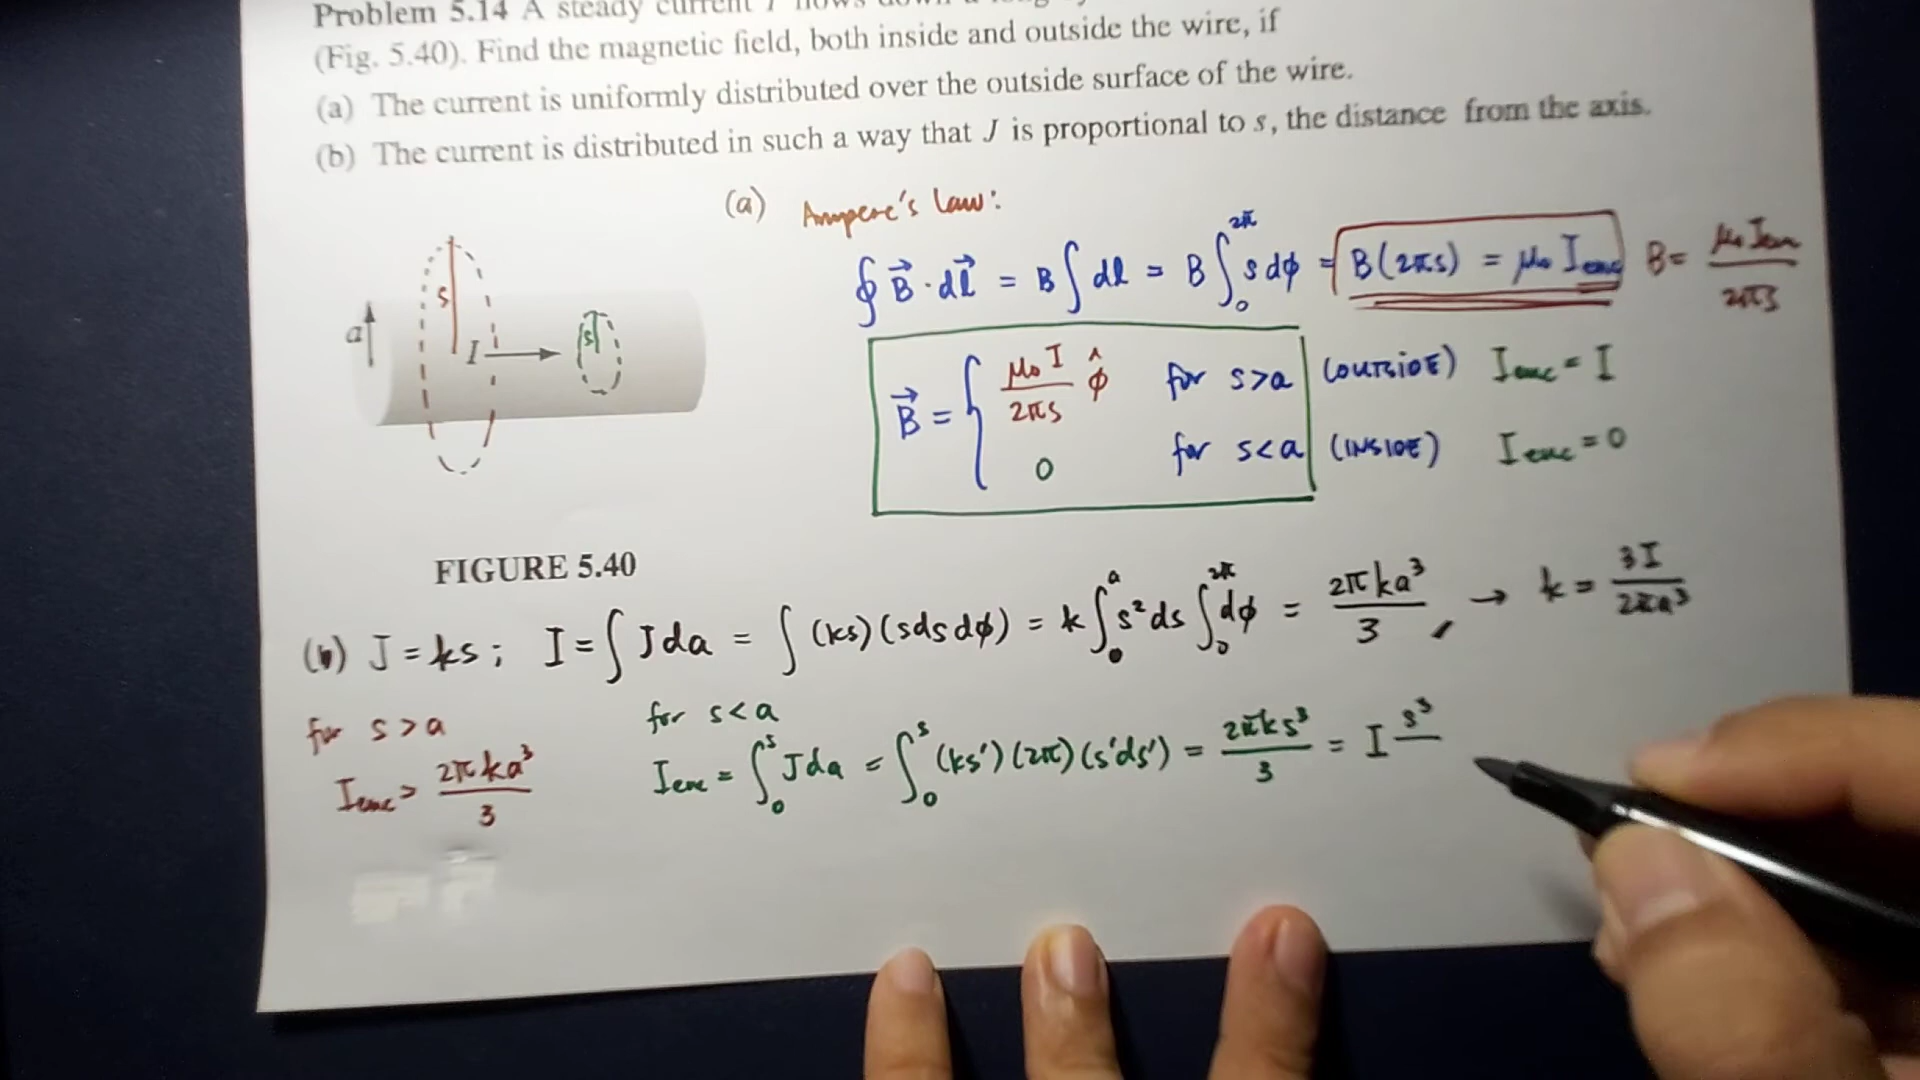 Problem 5.14 A steady current I flows down a long
(Fig. 5.40). Find the magnetic field, both inside and outside the wire, if
(a) The current is uniformly distributed over the outside surface of the wire.
(b) The current is distributed in such a way that J is proportional to s, the distance from the axis.
(a) Ampere's law:
∮ B⃗ · dl⃗ = B ∫ dl = B ∫₀^2π s dϕ = B(2πs) = μ₀ I_enc B = μ₀ I_enc / 2πs
B⃗ = { μ₀ I / 2πs ϕ̂ for s>a (OUTSIDE) I_enc = I
0 for s<a (INSIDE) I_enc = 0
a s I s
FIGURE 5.40
(b) J = ks ; I = ∫ J da = ∫ (ks)(s ds dϕ) = k ∫₀^a s² ds ∫₀^2π dϕ = 2πka³ / 3 , → k = 3I / 2πa³
for s > a
I_enc = 2πka³ / 3
for s < a
I_enc = ∫₀^s J da = ∫₀^s (ks')(2π)(s'ds') = 2πks³ / 3 = I s³